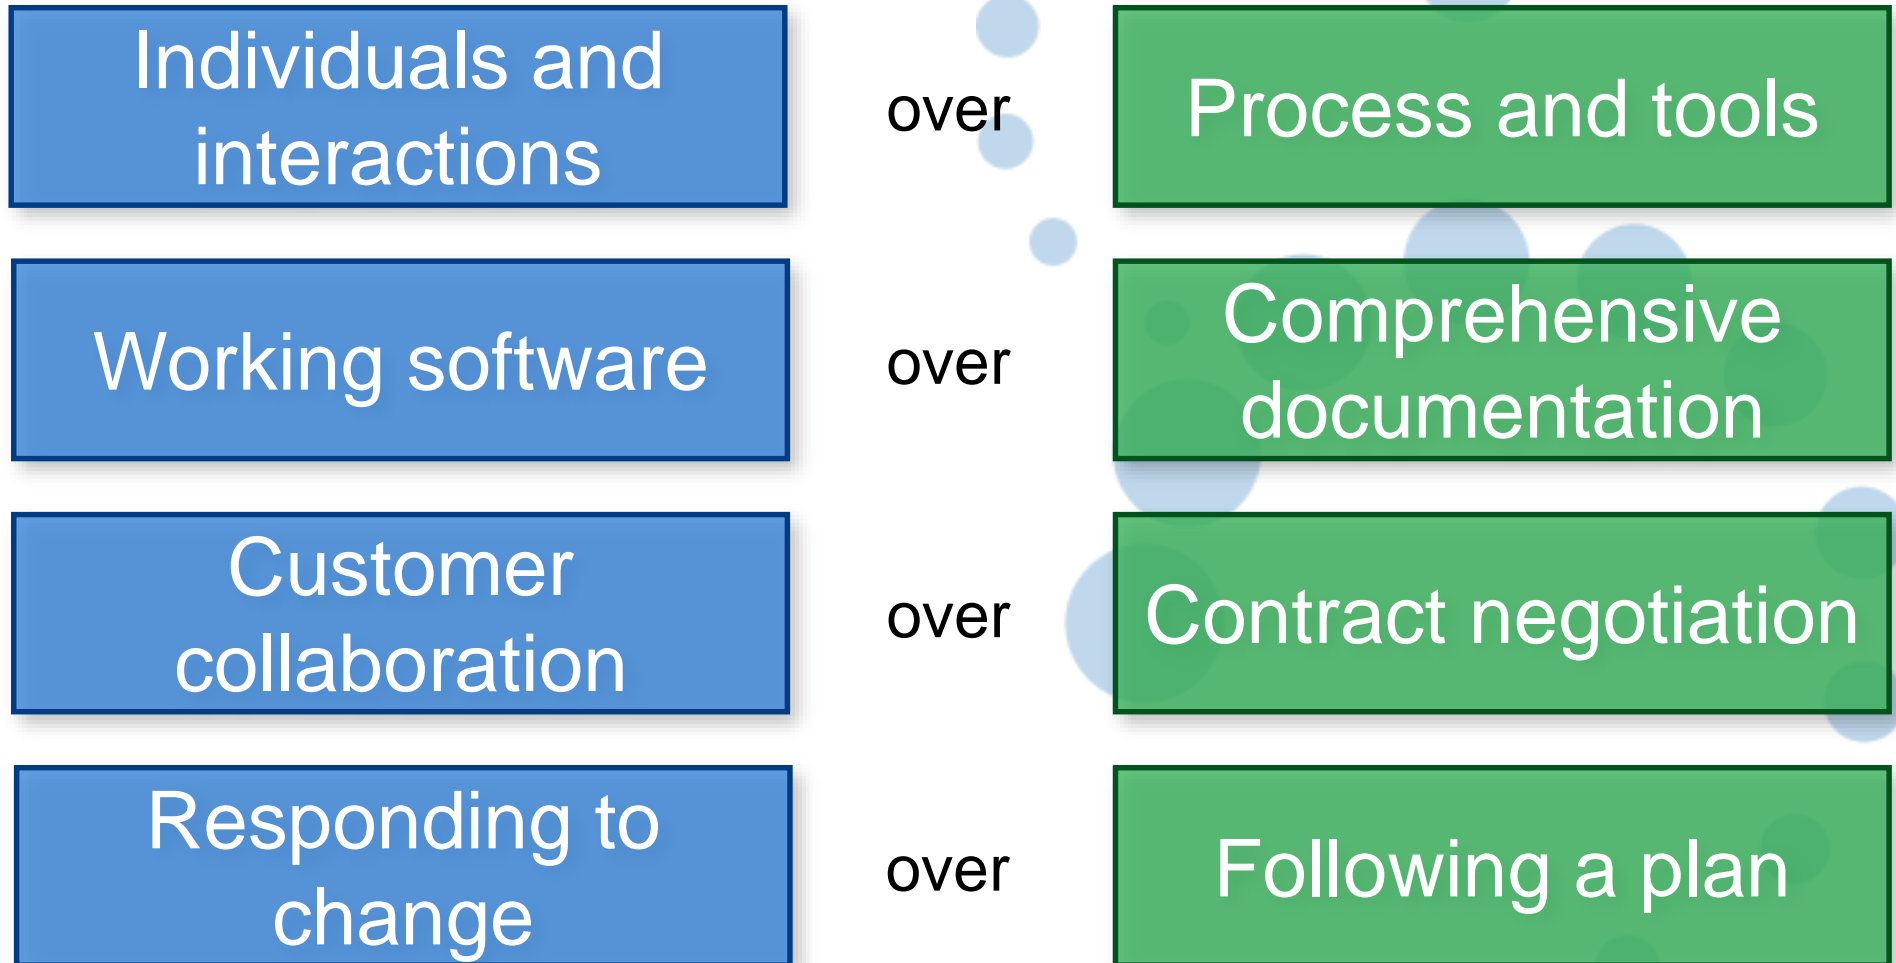 Individuals and
interactions
over
Process and tools
Working software
over
Comprehensive
documentation
Customer
collaboration
over
Contract negotiation
Responding to
change
over
Following a plan